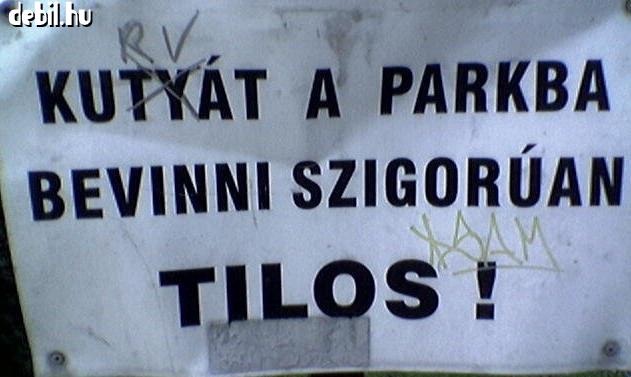 debil.hu
RV
KUTYÁT A PARKBA
BEVINNI SZIGORÚAN
TILOS !